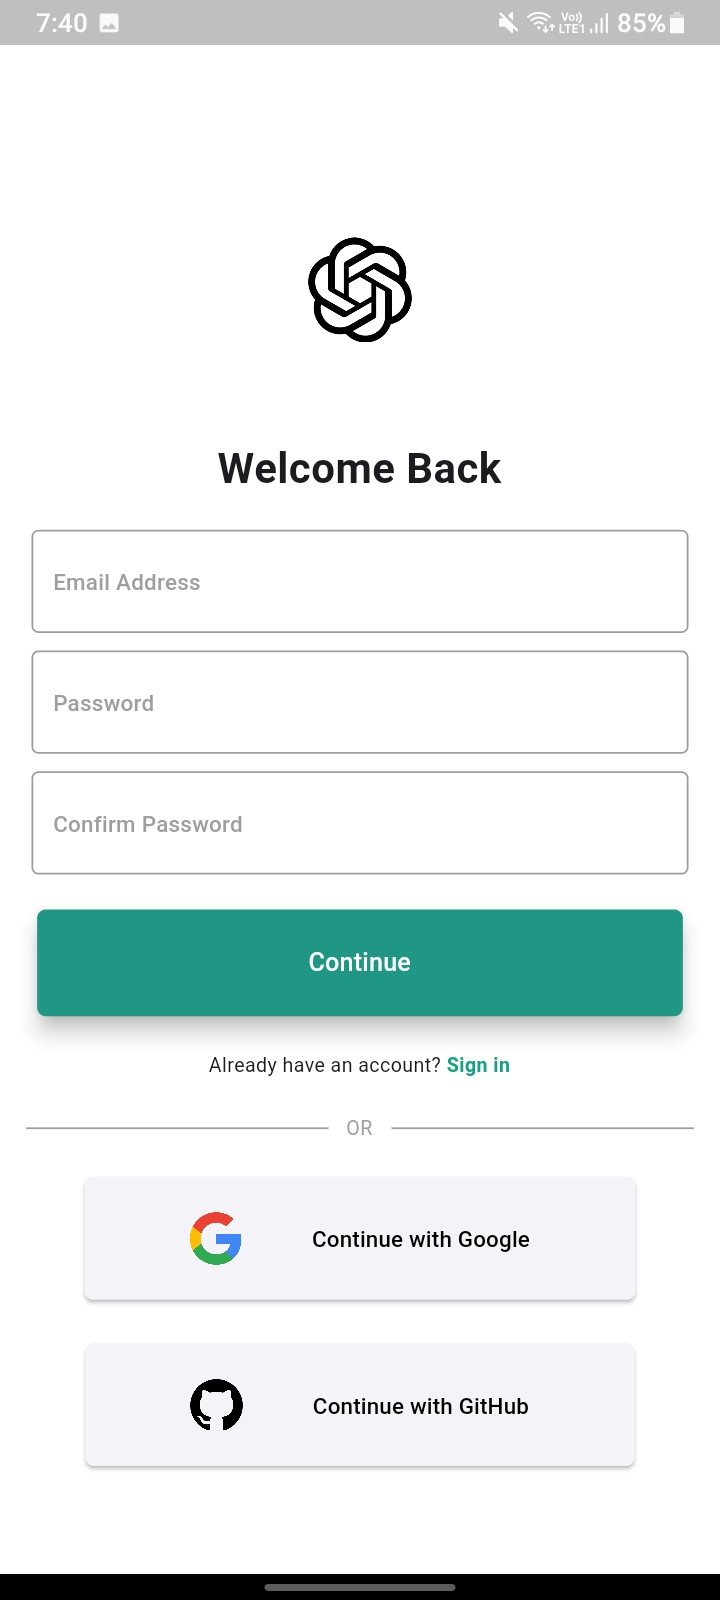 7:40 Vo)) LTE1 85%
Welcome Back
Email Address
Password
Confirm Password
Continue
Already have an account? Sign in
OR
Continue with Google
Continue with GitHub